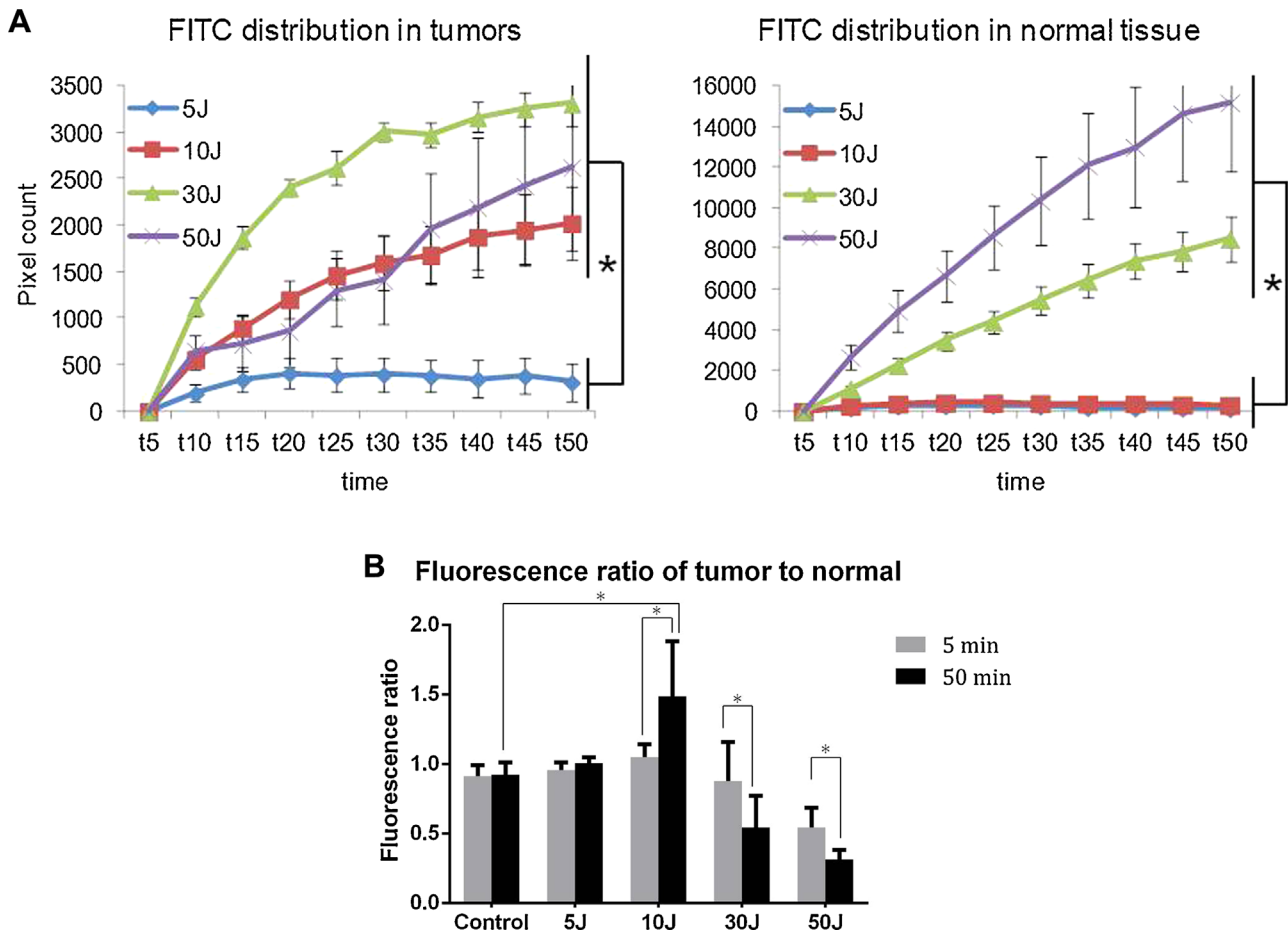 A
FITC distribution in tumors
3500
3000
2500
2000
1500
1000
500
0
Pixel count
5J
10J
30J
50J
*
t5 t10 t15 t20 t25 t30 t35 t40 t45 t50
time
FITC distribution in normal tissue
16000
14000
12000
10000
8000
6000
4000
2000
0
5J
10J
30J
50J
*
t5 t10 t15 t20 t25 t30 t35 t40 t45 t50
time
B
Fluorescence ratio of tumor to normal
2.0
1.5
1.0
0.5
0.0
Fluorescence ratio
*
*
*
*
5 min
50 min
Control 5J 10J 30J 50J